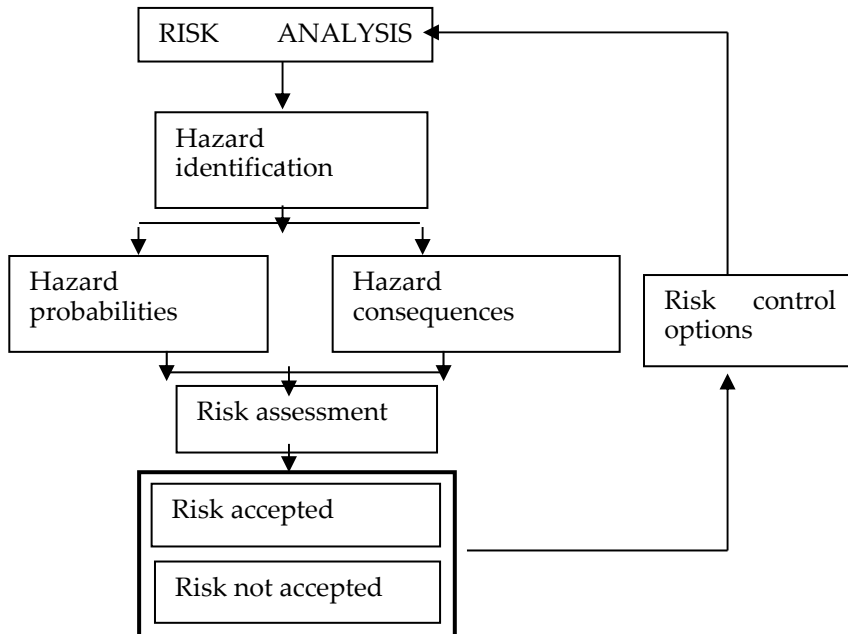 RISK ANALYSIS
Hazard
identification
Hazard
probabilities
Hazard
consequences
Risk control
options
Risk assessment
Risk accepted
Risk not accepted